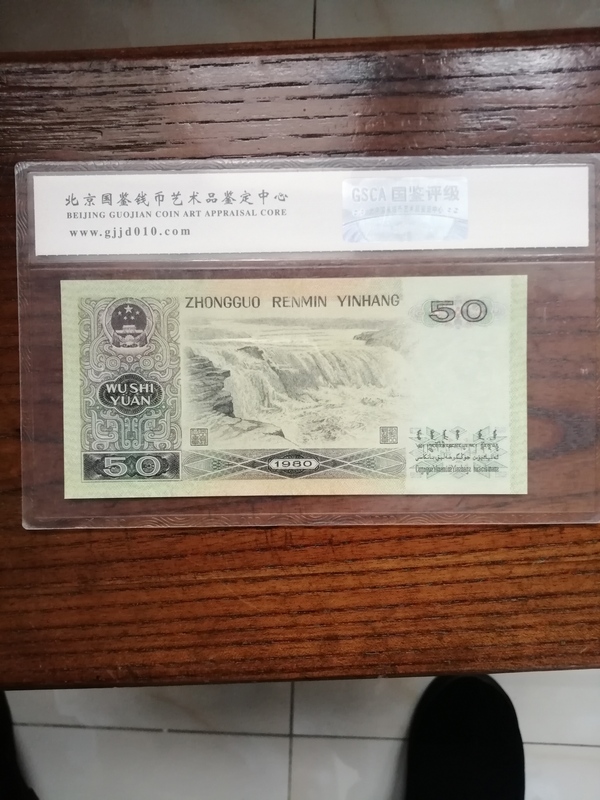 北京国鉴钱币艺术品鉴定中心
BEIJING GUOJIAN COIN ART APPRAISAL CORE
www.gjjd010.com
GSCA 国鉴评级
ZHONGGUO RENMIN YINHANG
50
WU SHI
YUAN
50
1980